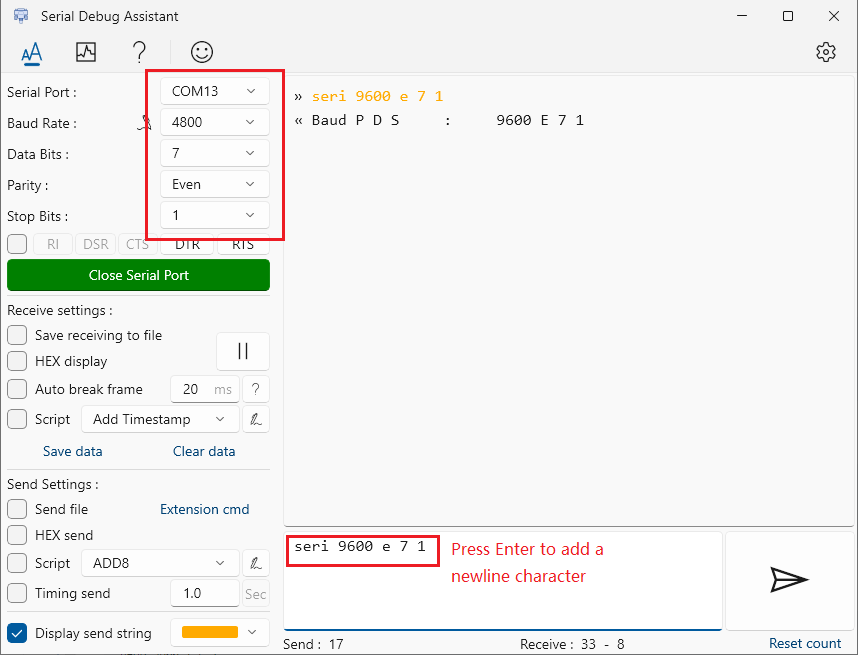 Serial Debug Assistant
AA
Serial Port : COM13
Baud Rate : 4800
Data Bits : 7
Parity : Even
Stop Bits : 1
RI DSR CTS DTR RTS
Close Serial Port
Receive settings :
Save receiving to file
HEX display
Auto break frame 20 ms ?
Script Add Timestamp
Save data Clear data
Send Settings :
Send file Extension cmd
HEX send
Script ADD8
Timing send 1.0 Sec
Display send string
» seri 9600 e 7 1
« Baud P D S : 9600 E 7 1
seri 9600 e 7 1
Press Enter to add a
newline character
Send : 17 Receive : 33 - 8 Reset count